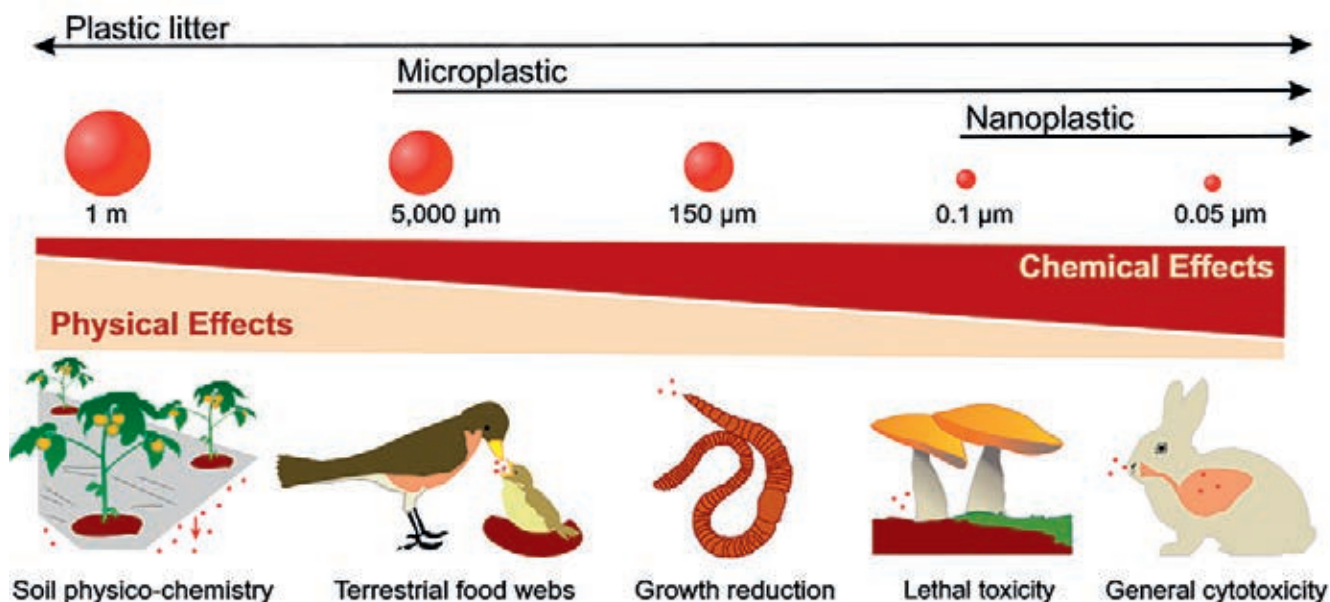 Plastic litter
Microplastic
Nanoplastic
1 m
5,000 µm
150 µm
0.1 µm
0.05 µm
Chemical Effects
Physical Effects
Soil physico-chemistry
Terrestrial food webs
Growth reduction
Lethal toxicity
General cytotoxicity